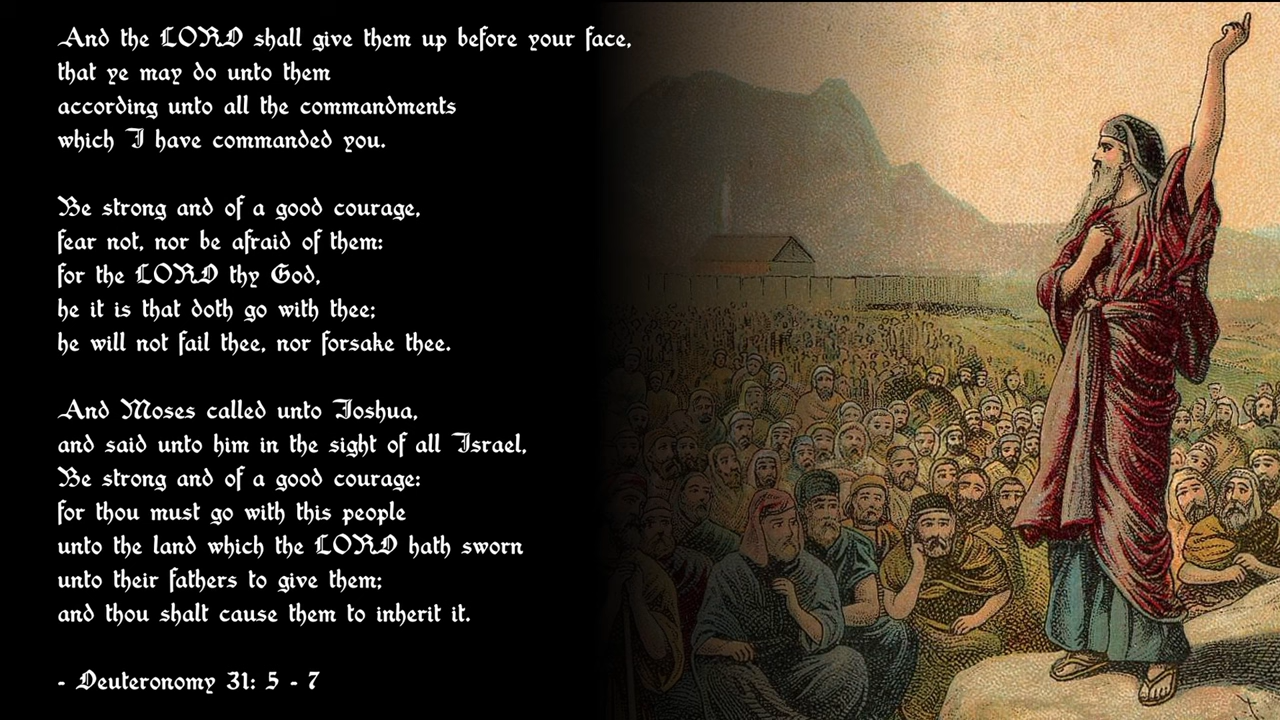 And the LORD shall give them up before your face,
that ye may do unto them
according unto all the commandments
which I have commanded you.
Be strong and of a good courage,
fear not, nor be afraid of them:
for the LORD thy God,
he it is that doth go with thee;
he will not fail thee, nor forsake thee.
And Moses called unto Joshua,
and said unto him in the sight of all Israel,
Be strong and of a good courage:
for thou must go with this people
unto the land which the LORD hath sworn
unto their fathers to give them;
and thou shalt cause them to inherit it.
- Deuteronomy 31: 5 - 7